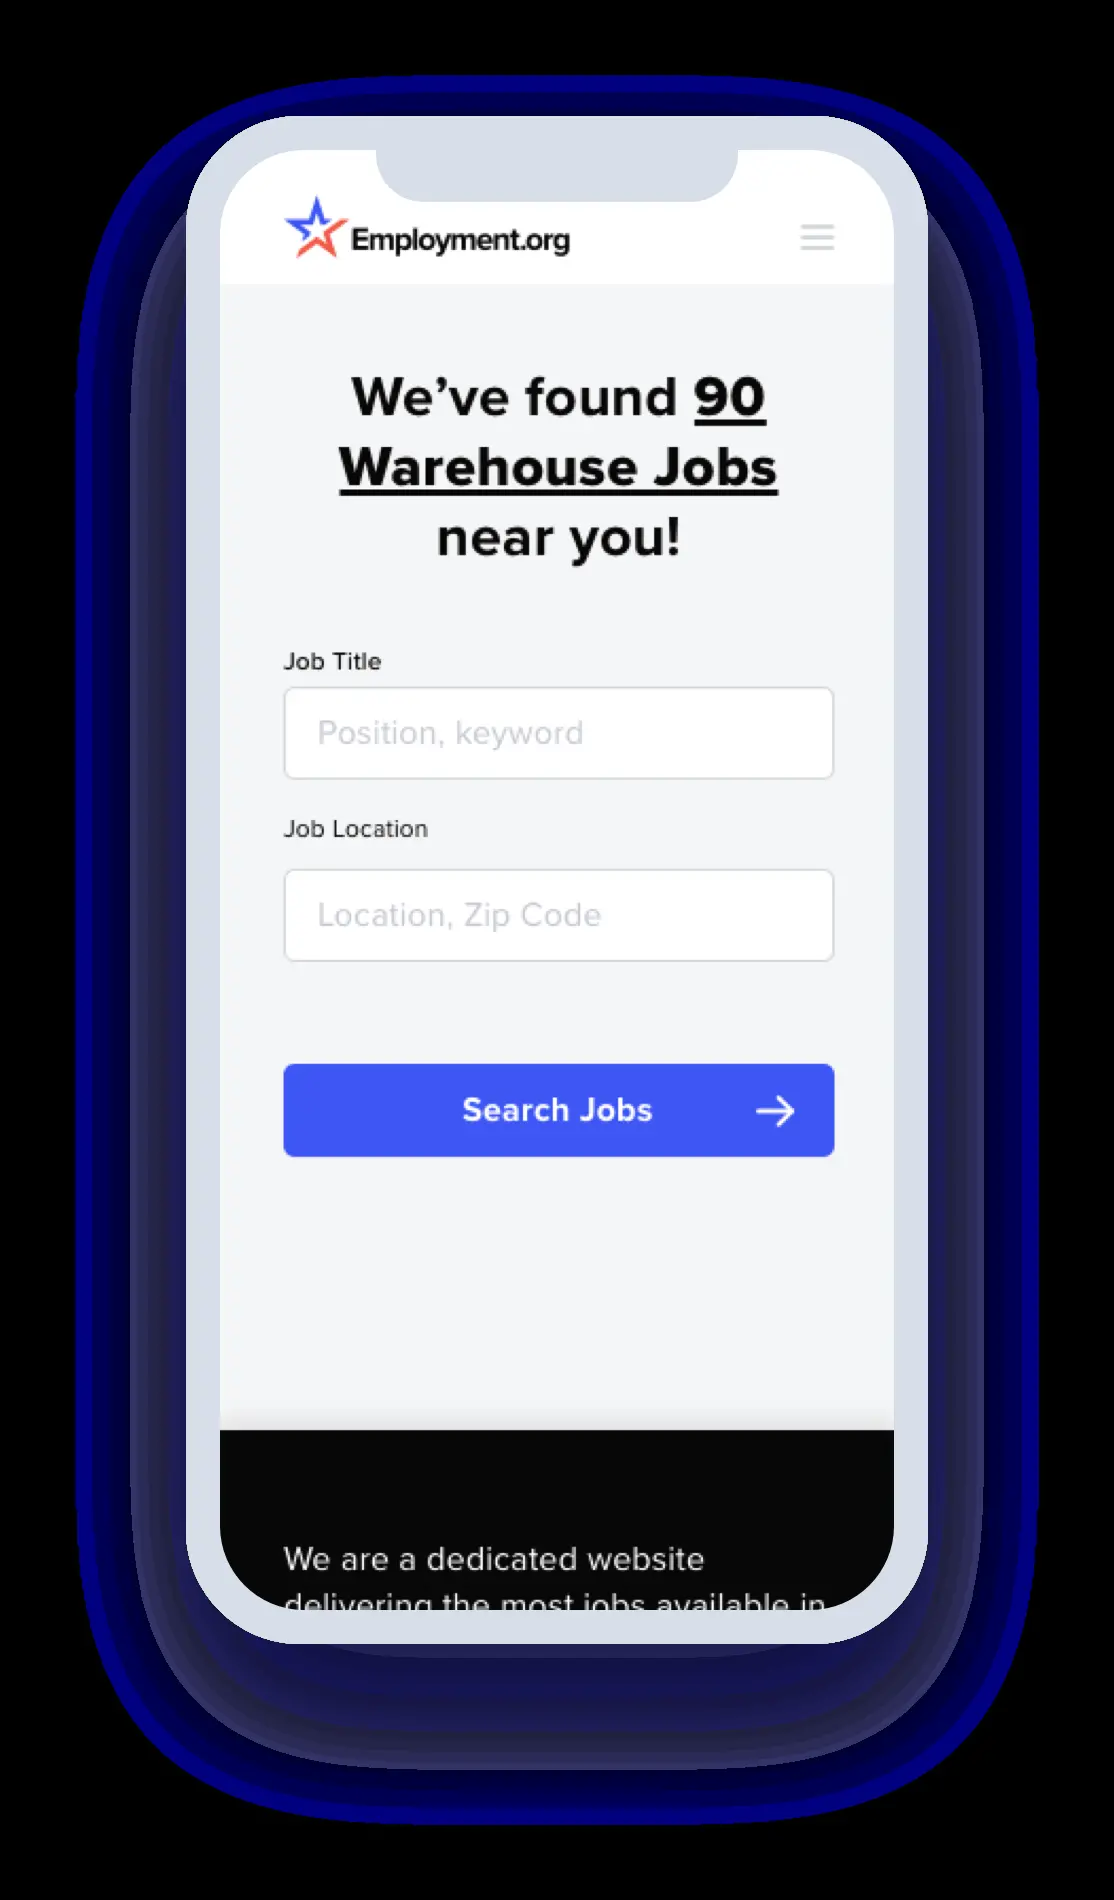 Employment.org
We’ve found 90
Warehouse Jobs
near you!
Job Title
Position, keyword
Job Location
Location, Zip Code
Search Jobs
We are a dedicated website
delivering the most jobs available in